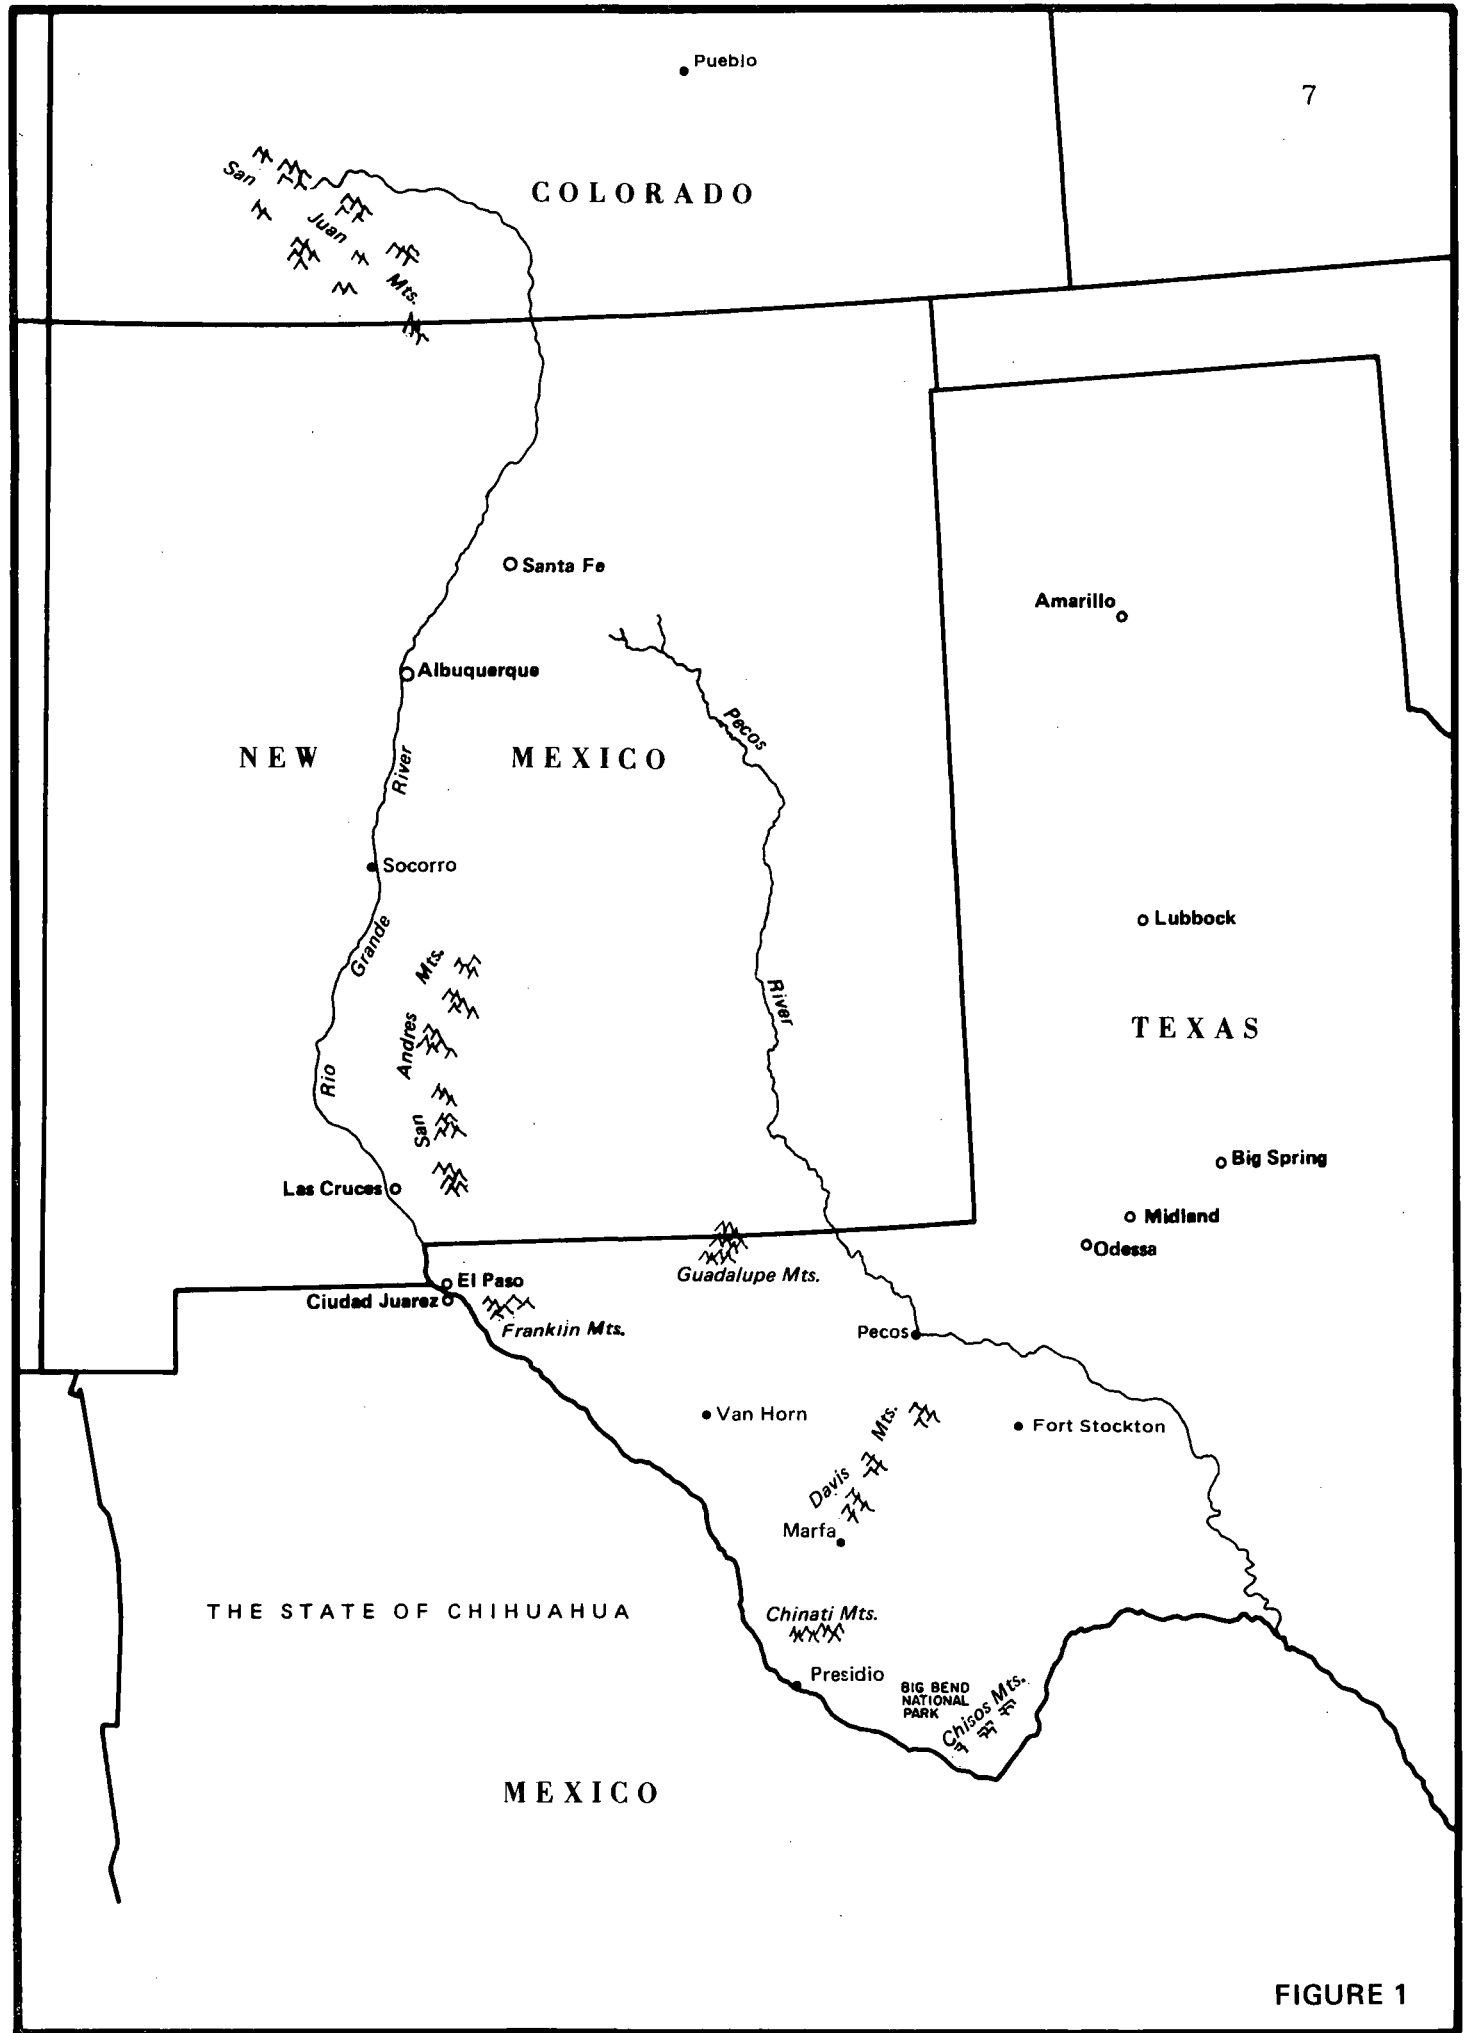 Pueblo
7
San
Juan
Mts.
COLORADO
Santa Fe
Amarillo
Albuquerque
Pecos
River
NEW MEXICO
River
Socorro
Grande
Rio
Lubbock
TEXAS
San Andres Mts.
Big Spring
Las Cruces
Midland
Odessa
Guadalupe Mts.
El Paso
Ciudad Juarez
Franklin Mts.
Pecos
Van Horn
Davis Mts.
Fort Stockton
Marfa
THE STATE OF CHIHUAHUA
Chinati Mts.
Presidio
BIG BEND
NATIONAL
PARK
Chisos Mts.
MEXICO
FIGURE 1